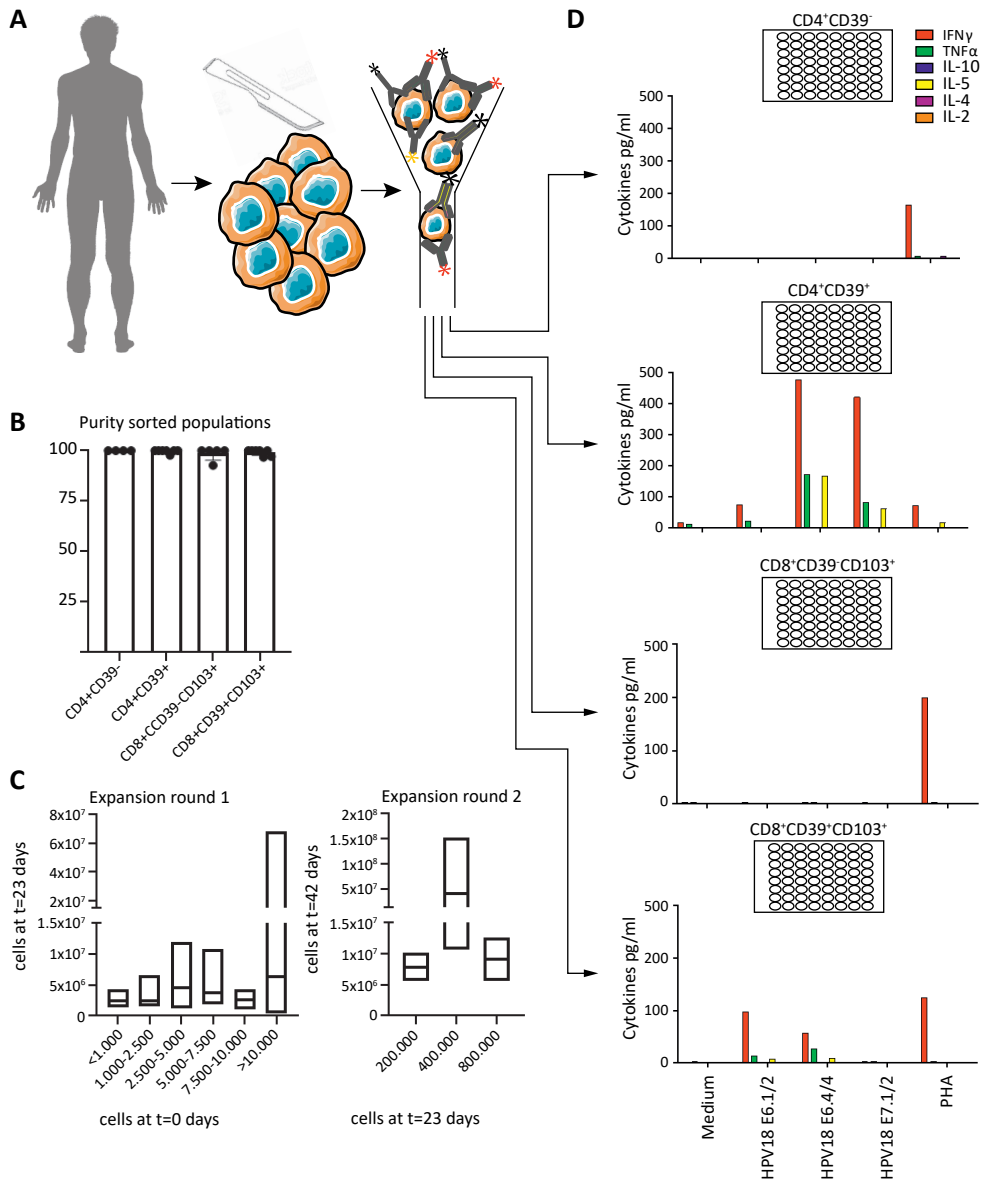 A
B
Purity sorted populations
100
75
50
25
CD4+CD39-
CD4+CD39+
CD8+CCD39-CD103+
CD8+CD39+CD103+
C
Expansion round 1
cells at t=23 days
8x10⁷
6x10⁷
4x10⁷
2x10⁷
1.5x10⁷
1x10⁷
5x10⁶
0
<1.000
1.000-2.500
2.500-5.000
5.000-7.500
7.500-10.000
>10.000
cells at t=0 days
Expansion round 2
cells at t=42 days
2x10⁸
1.5x10⁸
1x10⁸
5x10⁷
1.5x10⁷
1x10⁷
5x10⁶
0
200.000
400.000
800.000
cells at t=23 days
D
CD4⁺CD39⁻
IFNγ
TNFα
IL-10
IL-5
IL-4
IL-2
Cytokines pg/ml
500
400
300
200
100
0
CD4⁺CD39⁺
Cytokines pg/ml
500
400
300
200
100
0
CD8⁺CD39⁻CD103⁺
Cytokines pg/ml
500
200
100
0
CD8⁺CD39⁺CD103⁺
Cytokines pg/ml
500
200
100
0
Medium
HPV18 E6.1/2
HPV18 E6.4/4
HPV18 E7.1/2
PHA